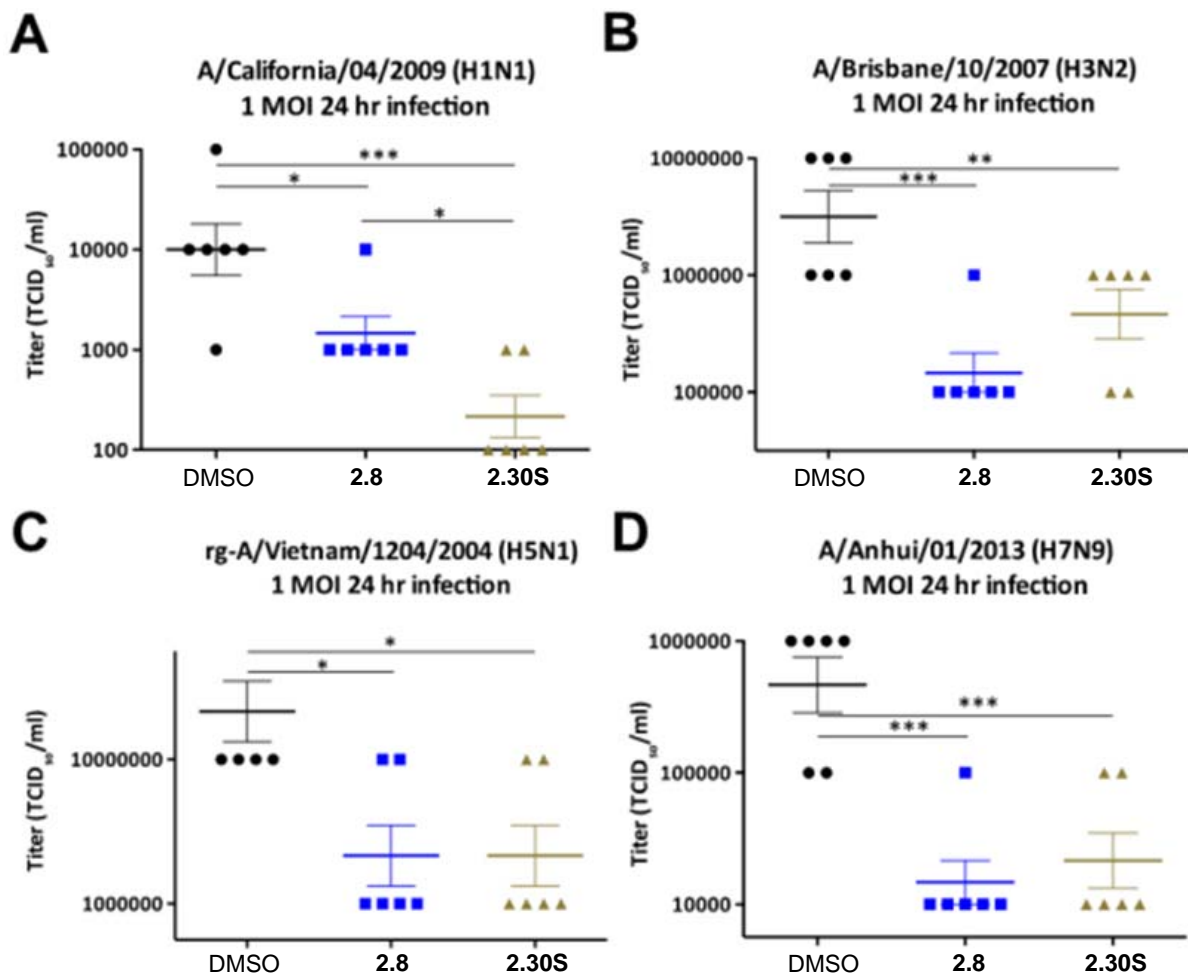 A
A/California/04/2009 (H1N1)
1 MOI 24 hr infection
Titer (TCID50/ml)
100000
10000
1000
100
***
*
*
DMSO
2.8
2.30S
B
A/Brisbane/10/2007 (H3N2)
1 MOI 24 hr infection
Titer (TCID50/ml)
10000000
1000000
100000
**
***
DMSO
2.8
2.30S
C
rg-A/Vietnam/1204/2004 (H5N1)
1 MOI 24 hr infection
Titer (TCID50/ml)
10000000
1000000
*
*
DMSO
2.8
2.30S
D
A/Anhui/01/2013 (H7N9)
1 MOI 24 hr infection
Titer (TCID50/ml)
1000000
100000
10000
***
***
DMSO
2.8
2.30S